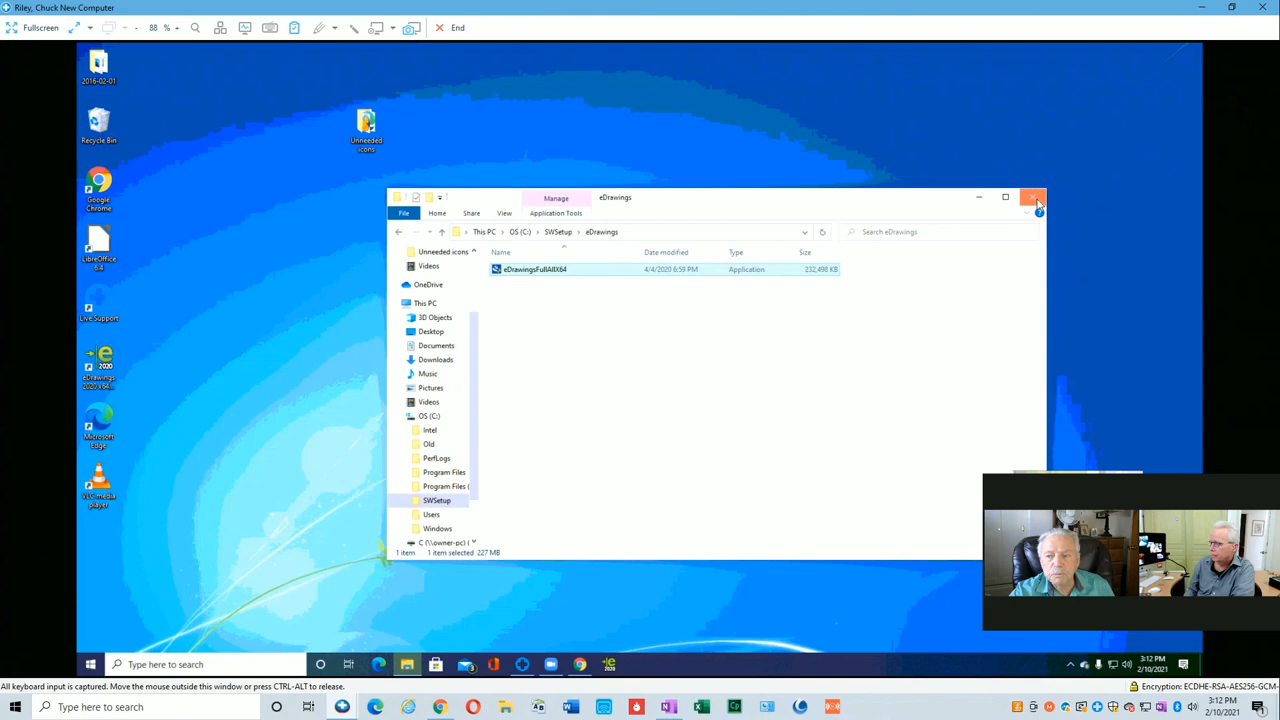 Riley, Chuck New Computer
Fullscreen
- 88 % +
End
2016-02-01
Recycle Bin
Unneeded
icons
Google
Chrome
LibreOffice
6.4
Live Support
2020
eDrawings
2020 x64...
Microsoft
Edge
VLC media
player
Manage
eDrawings
File
Home
Share
View
Application Tools
This PC > OS (C:) > SWSetup > eDrawings
Search eDrawings
Name
Date modified
Type
Size
eDrawingsFullAllX64
4/4/2020 6:59 PM
Application
232,498 KB
Unneeded icons
Videos
OneDrive
This PC
3D Objects
Desktop
Documents
Downloads
Music
Pictures
Videos
OS (C:)
Intel
Old
PerfLogs
Program Files
Program Files (
SWSetup
Users
Windows
C (\\owner-pc) (
1 item
1 item selected 227 MB
Type here to search
3:12 PM
2/10/2021
All keyboard input is captured. Move the mouse outside this window or press CTRL-ALT to release.
Encryption: ECDHE-RSA-AES256-GCM-
Type here to search
3:12 PM
2/10/2021